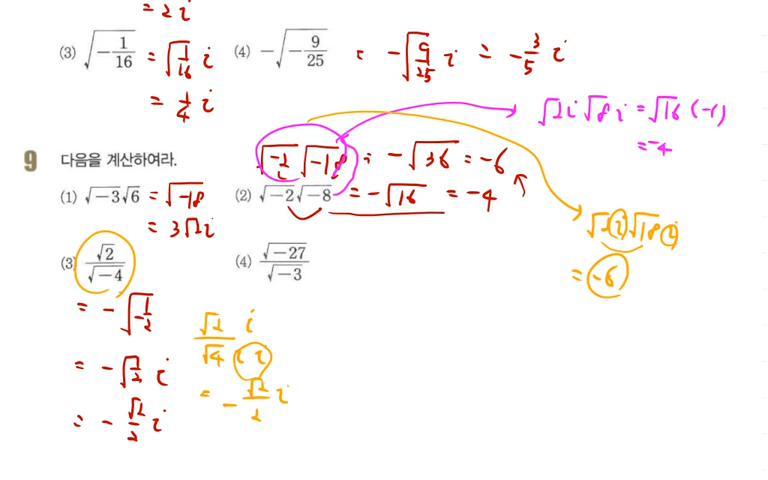 = 2i
(3) √(-1/16) = √(1/16) i (4) -√(-9/25) = -√(9/25) i = -3/5 i
= 1/4 i
√2 i √8 i = √16 (-1)
= -4
√-2 √-18 = -√36 = -6
9 다음을 계산하여라.
(1) √-3√6 = √-18 (2) √-2√-8 = -√16 = -4
= 3√2 i
√2 i √18 i
= -6
(3) √2/√-4 (4) √-27/√-3
= -√(-1/2) √2 i/√4 i i
= -√(1/2) i = -√2/2 i
= -√2/2 i